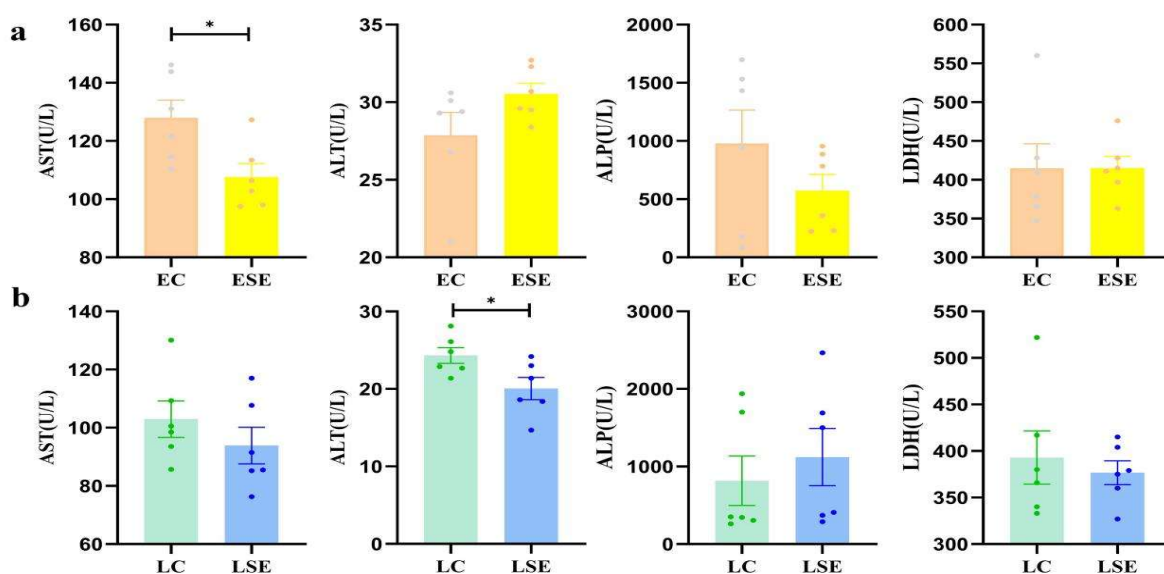 a
AST(U/L)
160
140
120
100
80
*
EC ESE
ALT(U/L)
35
30
25
20
EC ESE
ALP(U/L)
2000
1500
1000
500
0
EC ESE
LDH(U/L)
600
550
500
450
400
350
300
EC ESE
b
AST(U/L)
140
120
100
80
60
LC LSE
ALT(U/L)
30
20
10
0
*
LC LSE
ALP(U/L)
3000
2000
1000
0
LC LSE
LDH(U/L)
550
500
450
400
350
300
LC LSE